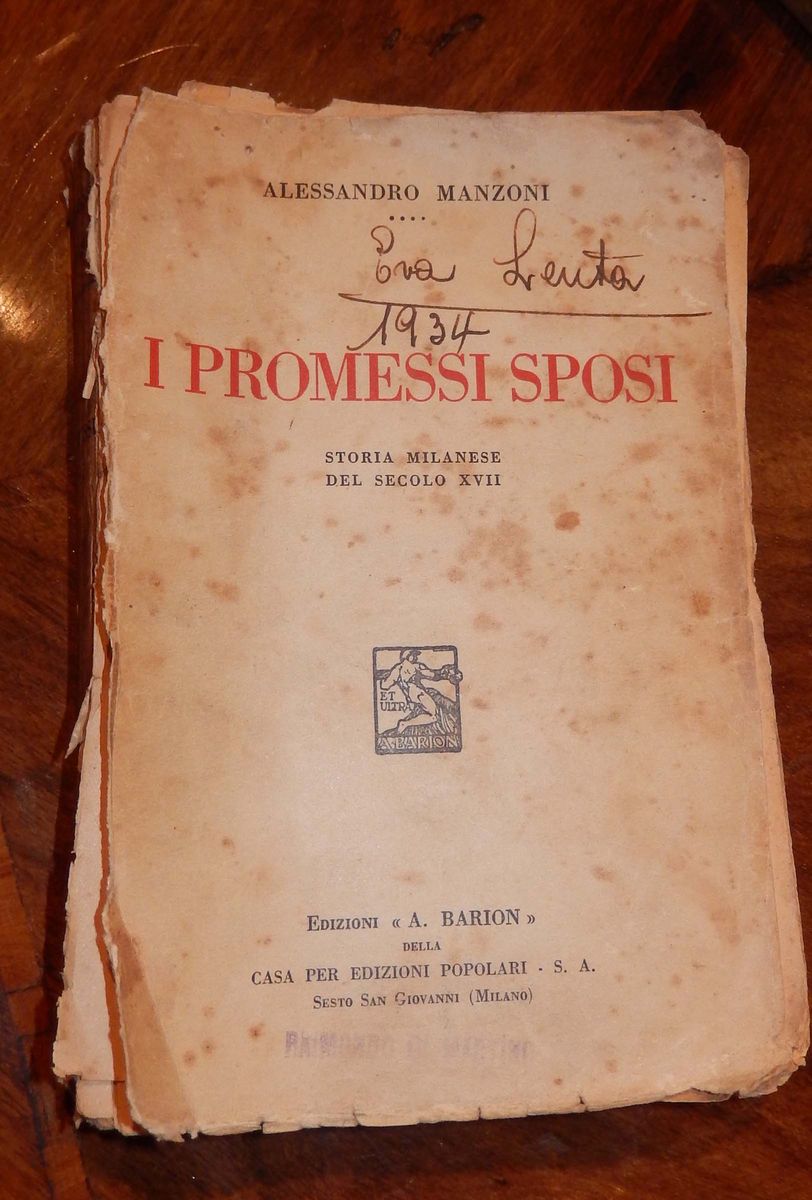 ALESSANDRO MANZONI
Eva Lenta
1934
I PROMESSI SPOSI
STORIA MILANESE
DEL SECOLO XVII
ET
ULTRA
A. BARION
EDIZIONI « A. BARION »
DELLA
CASA PER EDIZIONI POPOLARI - S. A.
SESTO SAN GIOVANNI (MILANO)
RAIMONDO